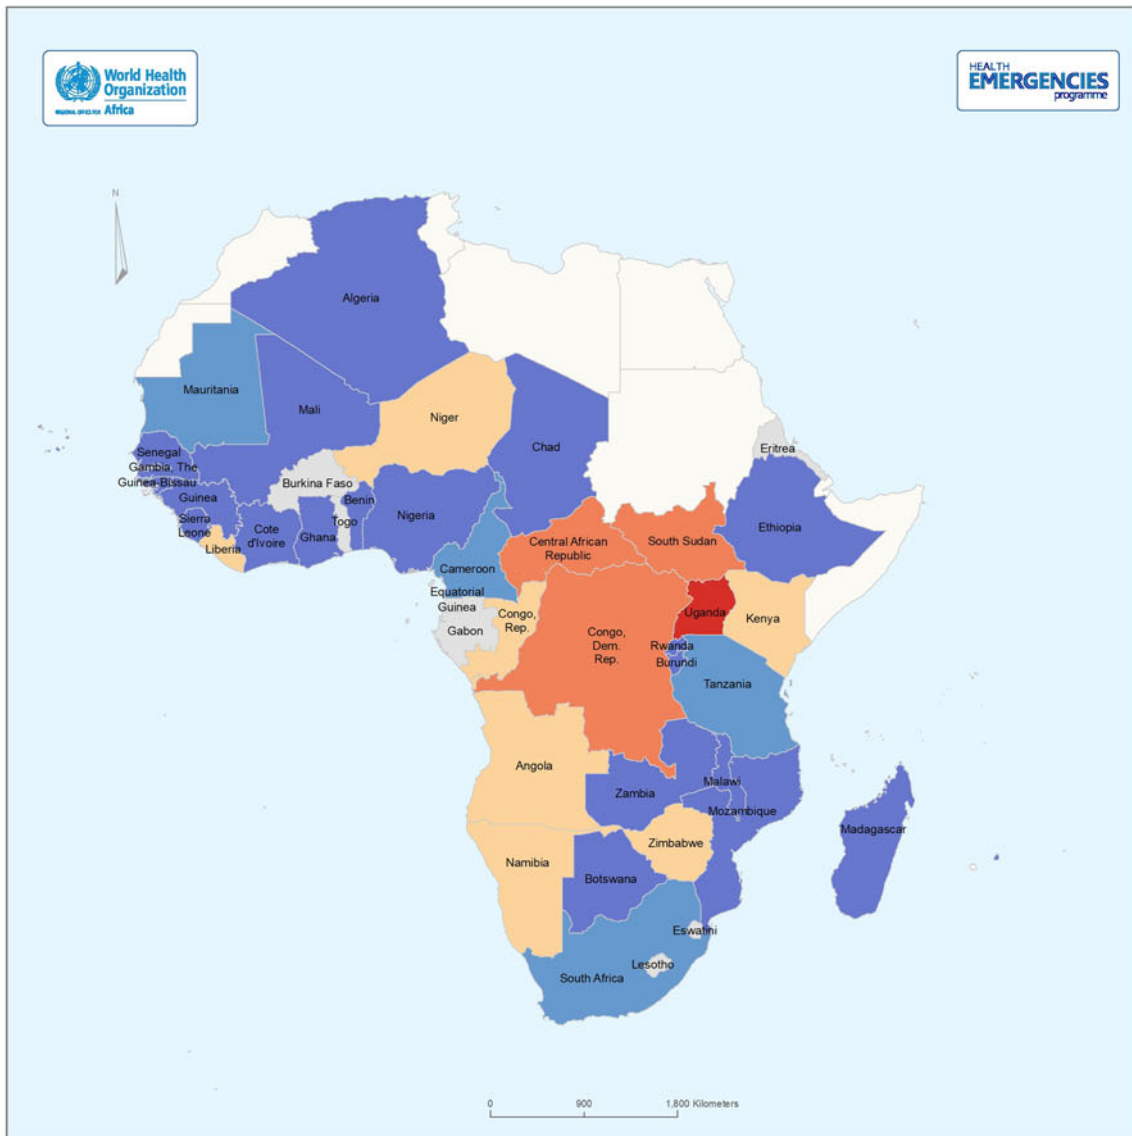 World Health
Organization
REGIONAL OFFICE FOR Africa
HEALTH
EMERGENCIES
programme
N
Algeria
Mauritania
Mali
Niger
Chad
Eritrea
Senegal
Gambia, The
Guinea-Bissau
Burkina Faso
Guinea
Benin
Nigeria
Ethiopia
Sierra
Leone
Togo
Cote
d'Ivoire
Ghana
Liberia
Central African
Republic
South Sudan
Cameroon
Equatorial
Guinea
Gabon
Congo,
Rep.
Uganda
Kenya
Congo,
Dem.
Rep.
Rwanda
Burundi
Tanzania
Angola
Malawi
Zambia
Mozambique
Madagascar
Zimbabwe
Namibia
Botswana
Eswatini
Lesotho
South Africa
0 900 1,800 Kilometers